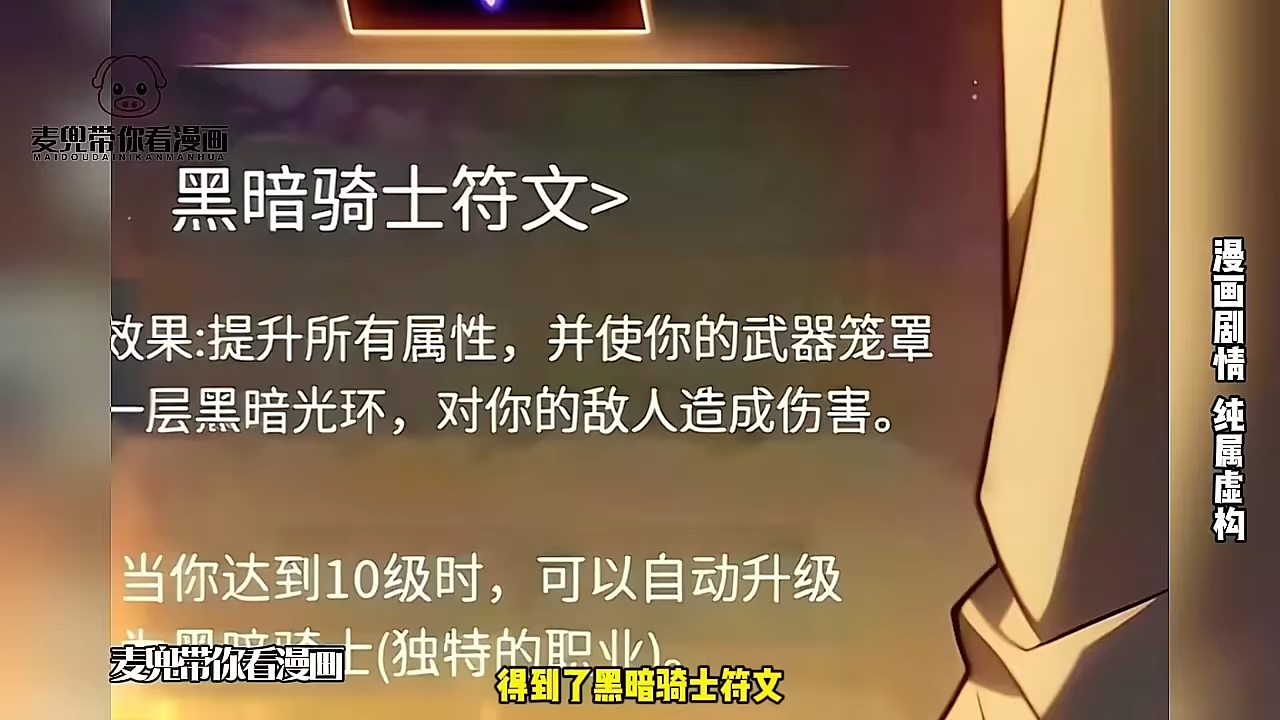 麦兜带你看漫画
MAIDOUDAINIKANMANHUA
黑暗骑士符文>
效果:提升所有属性，并使你的武器笼罩
一层黑暗光环，对你的敌人造成伤害。
当你达到10级时，可以自动升级
为黑暗骑士(独特的职业)。
麦兜带你看漫画
得到了黑暗骑士符文
漫画剧情 纯属虚构